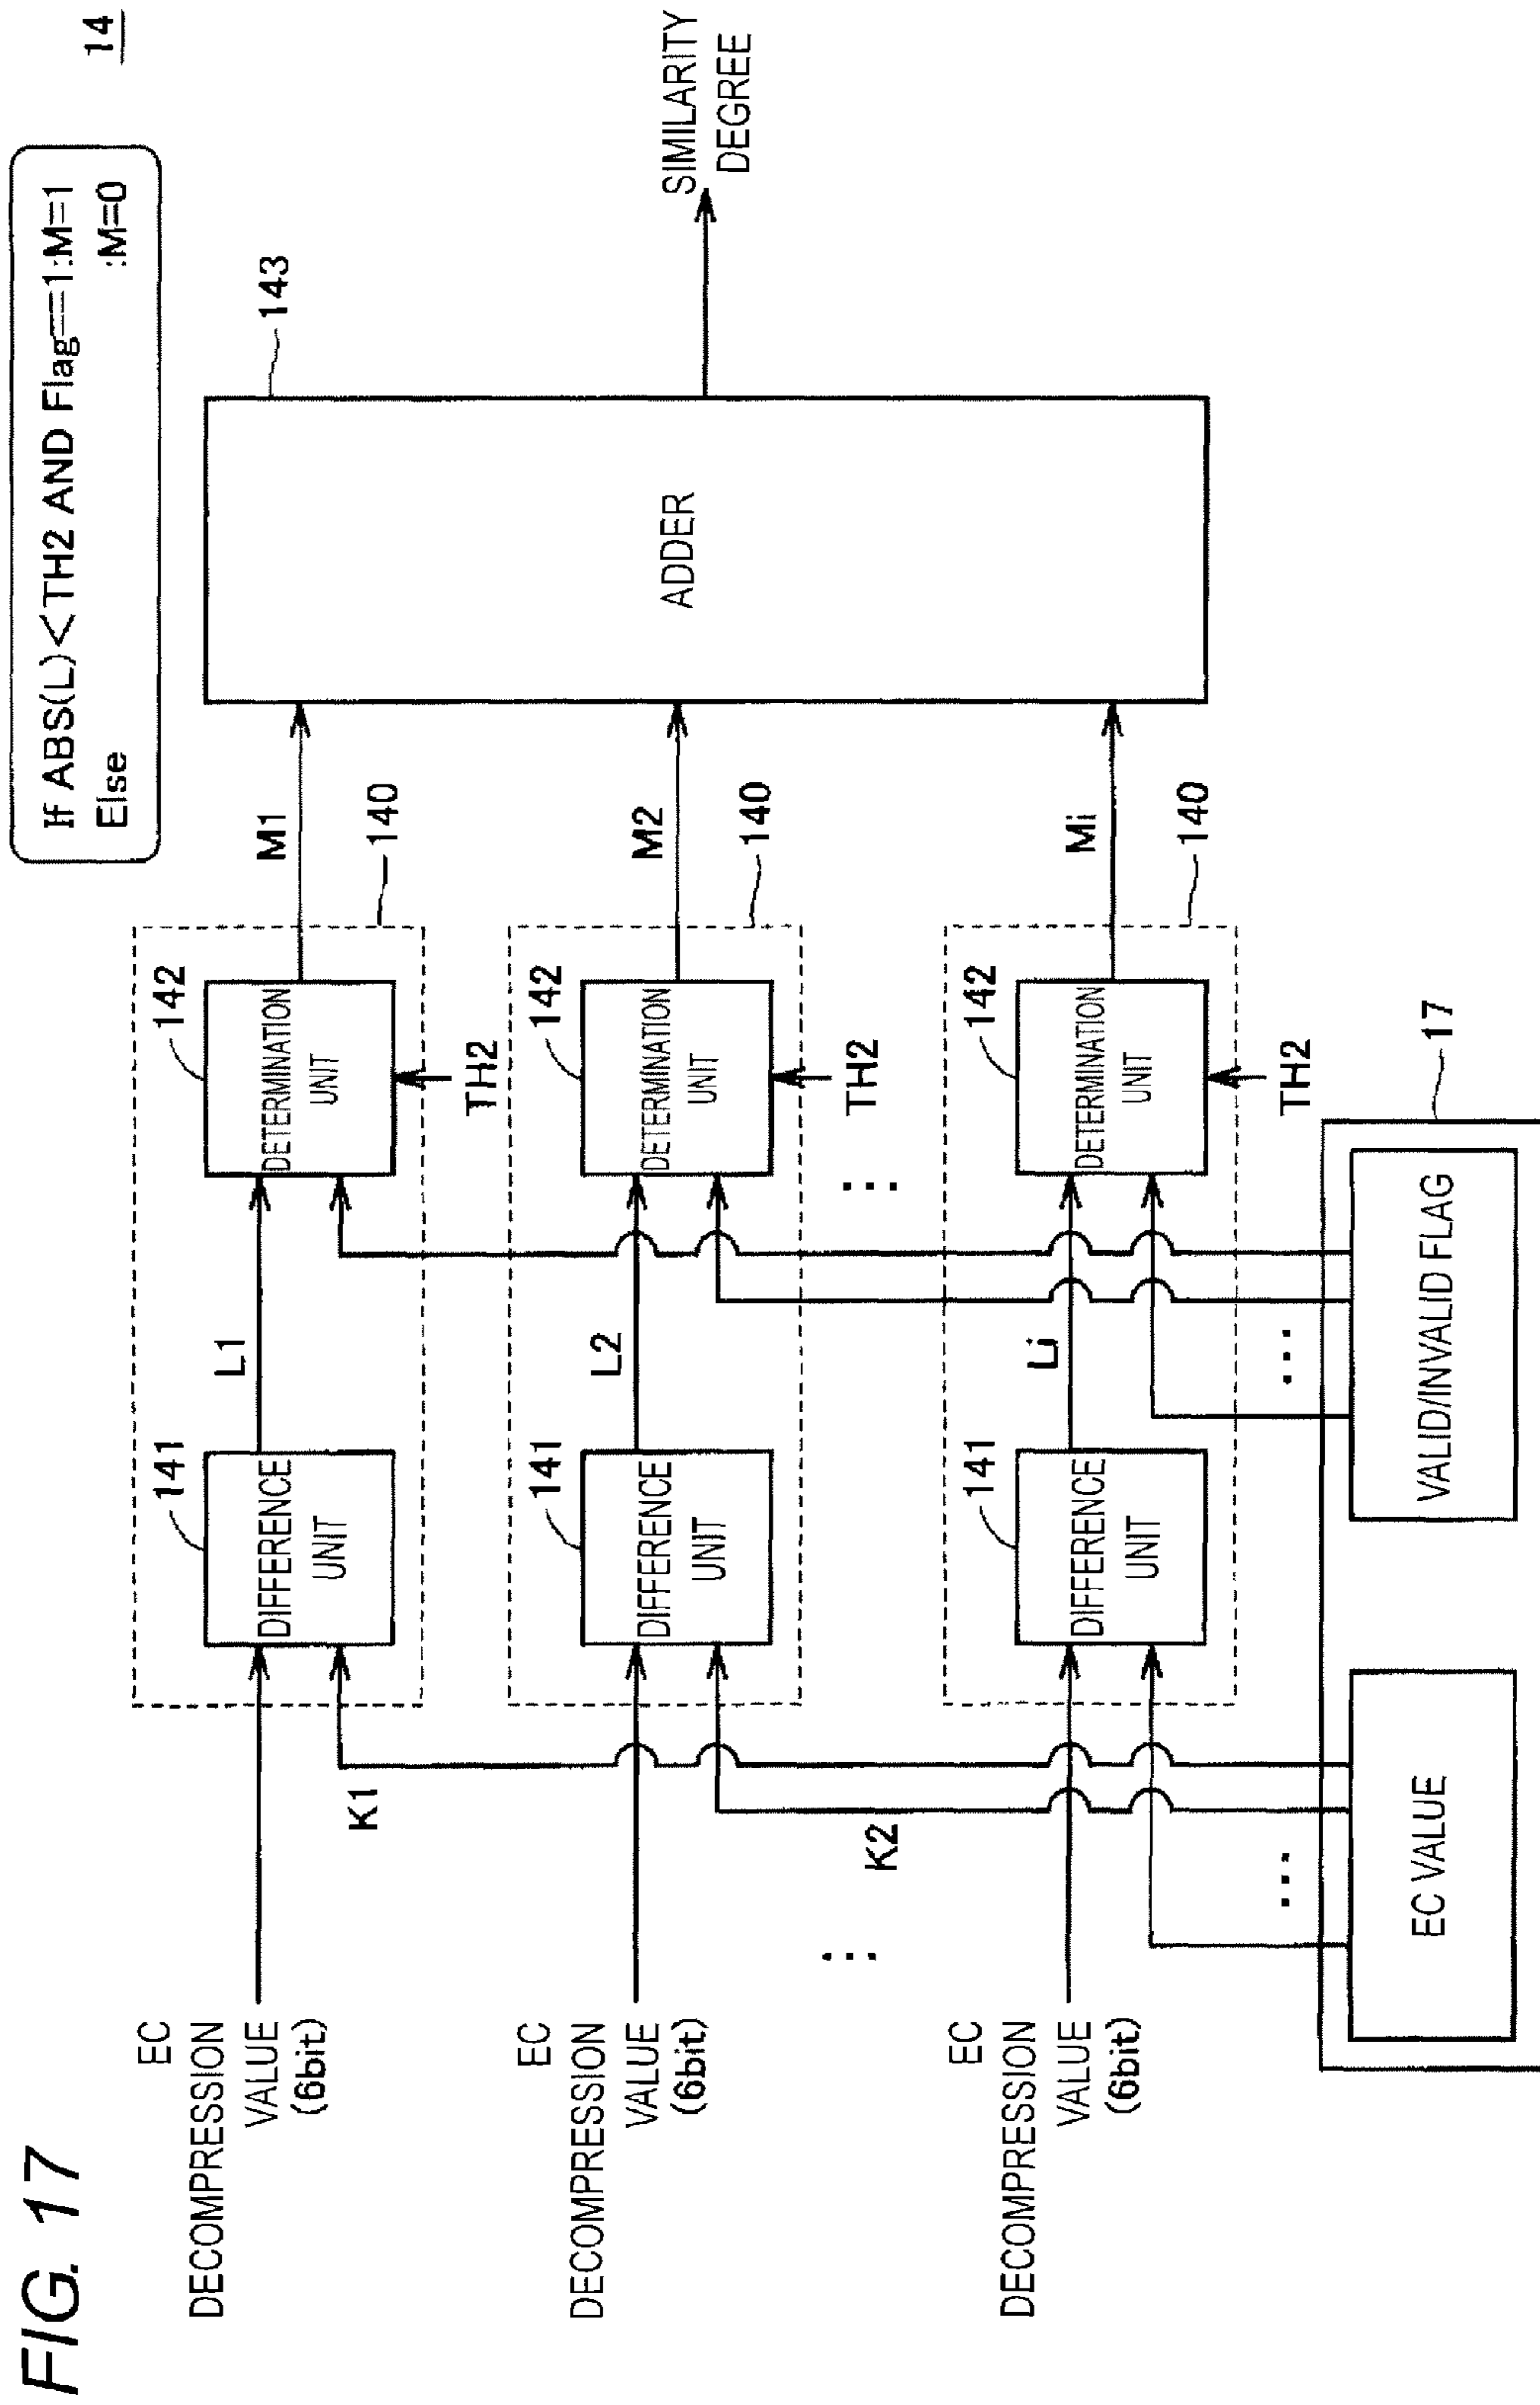 FIG. 17
14
If ABS(L)<TH2 AND Flag==1:M=1
Else :M=0
EC
DECOMPRESSION
VALUE
(6bit)
K1
141
DIFFERENCE
UNIT
L1
142
DETERMINATION
UNIT
TH2
140
M1
EC
DECOMPRESSION
VALUE
(6bit)
K2
141
DIFFERENCE
UNIT
L2
142
DETERMINATION
UNIT
TH2
140
M2
EC
DECOMPRESSION
VALUE
(6bit)
141
DIFFERENCE
UNIT
Li
142
DETERMINATION
UNIT
TH2
140
Mi
143
ADDER
SIMILARITY
DEGREE
EC VALUE
VALID/INVALID FLAG
17